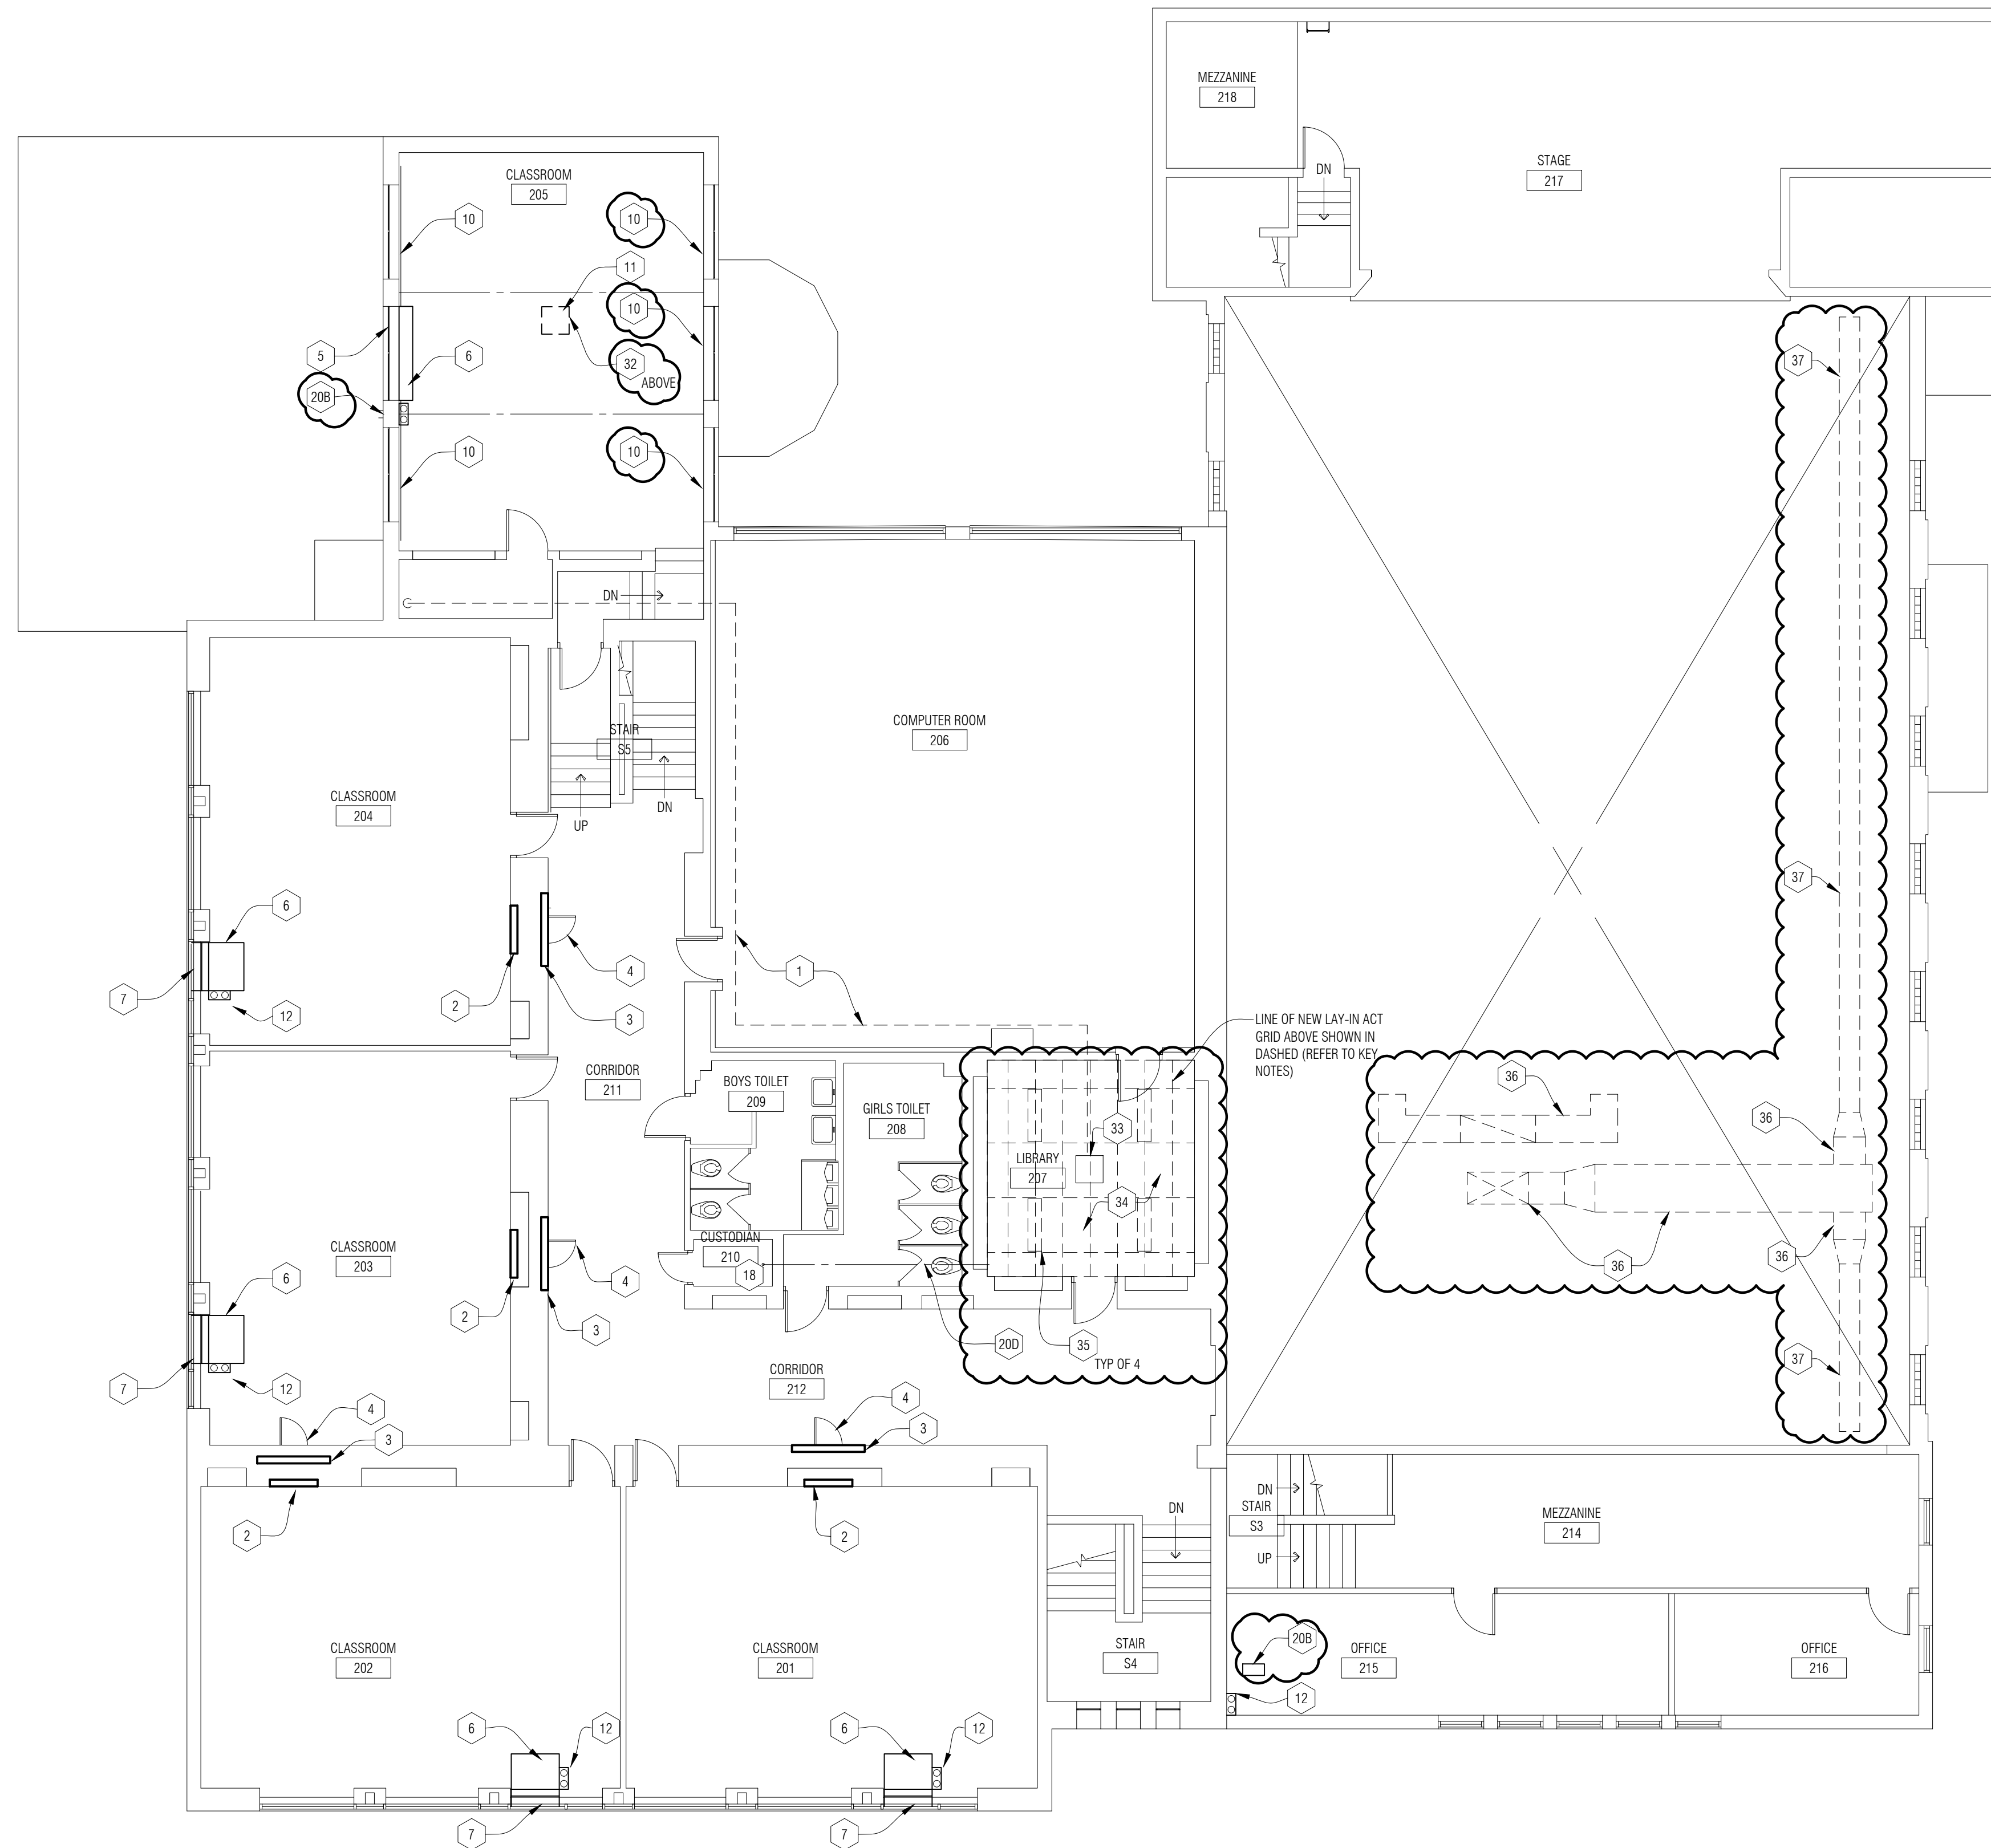 MEZZANINE
218
STAGE
217
DN
CLASSROOM
205
10
10
11
10
37
5
6
32
ABOVE
20B
10
10
DN
COMPUTER ROOM
206
STAIR
S5
CLASSROOM
204
DN
UP
37
6
4
1
7
2
12
3
LINE OF NEW LAY-IN ACT
GRID ABOVE SHOWN IN
DASHED (REFER TO KEY
NOTES)
CORRIDOR
211
BOYS TOILET
209
GIRLS TOILET
208
36
36
33
LIBRARY
207
34
CLASSROOM
203
CUSTODIAN
210
18
36
36
6
4
2
3
20D
35
TYP OF 4
37
7
12
CORRIDOR
212
4
4
3
3
DN
STAIR
S3
UP
DN
MEZZANINE
214
2
2
CLASSROOM
202
CLASSROOM
201
STAIR
S4
20B
OFFICE
215
OFFICE
216
12
6
12
6
12
7
7